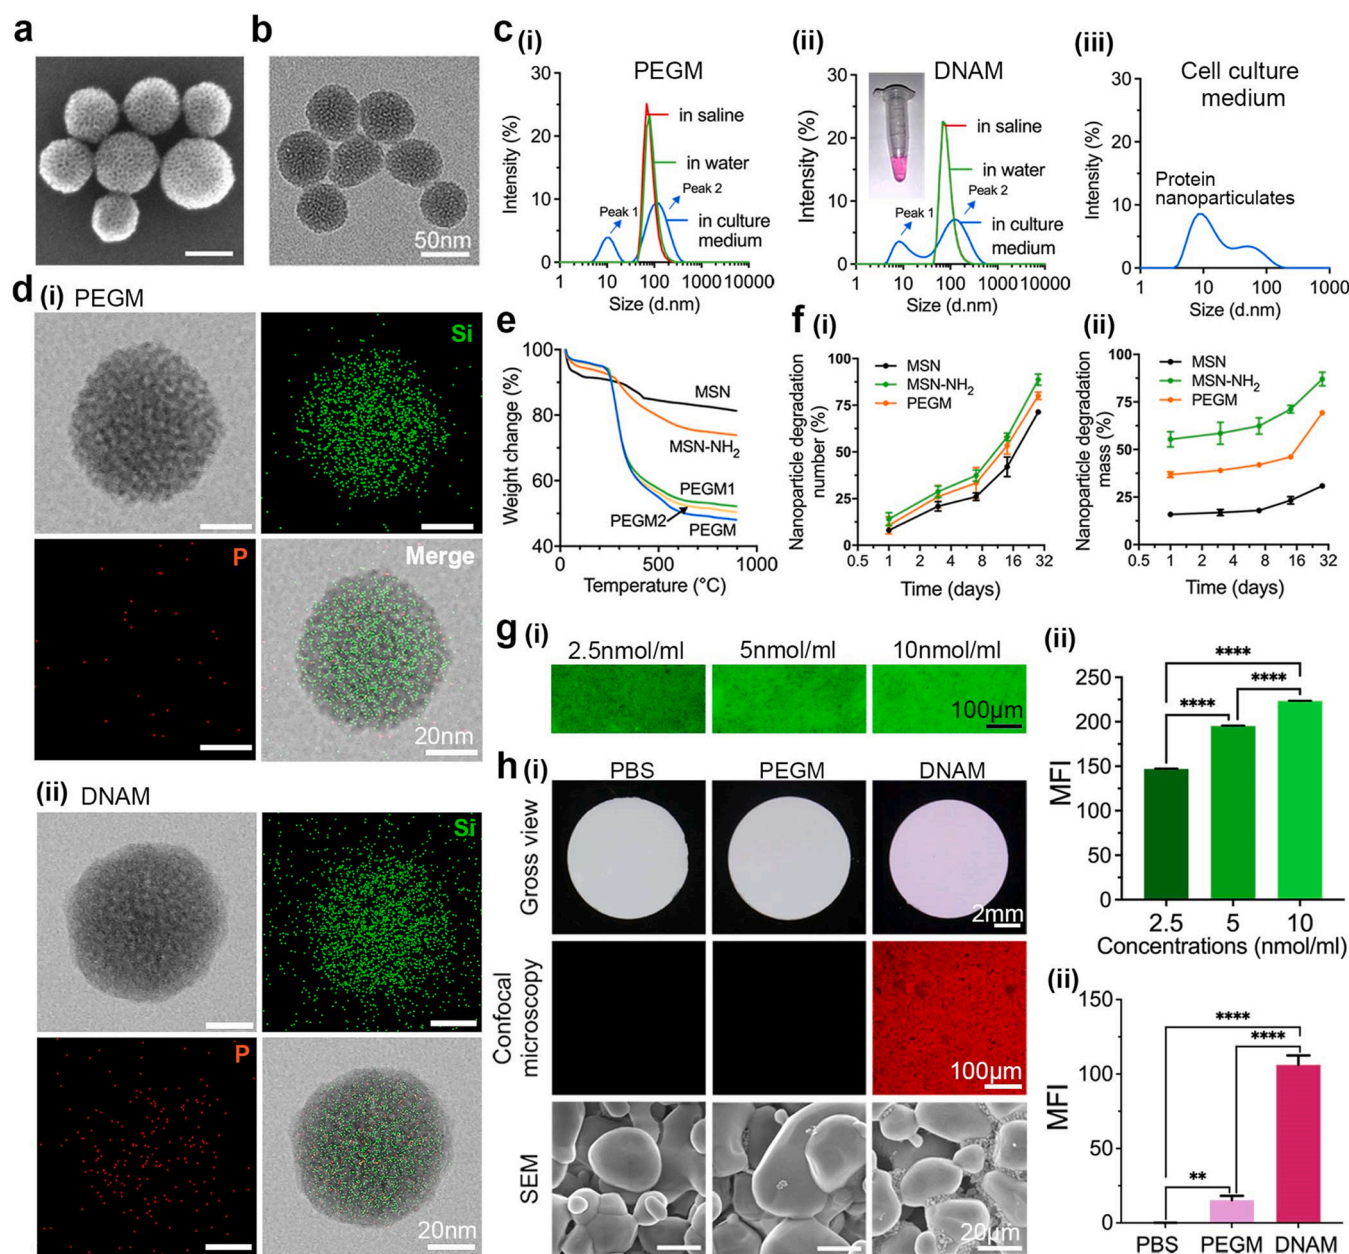 a
b
50nm
c (i)
PEGM
30
20
10
0
Intensity (%)
in saline
in water
Peak 1
Peak 2
in culture
medium
1 10 100 1000 10000
Size (d.nm)
(ii)
DNAM
30
20
10
0
Intensity (%)
in saline
in water
Peak 1
Peak 2
in culture
medium
1 10 100 1000 10000
Size (d.nm)
(iii)
Cell culture
medium
30
20
10
0
Intensity (%)
Protein
nanoparticulates
1 10 100 1000
Size (d.nm)
d (i) PEGM
Si
P
Merge
20nm
(ii) DNAM
Si
P
20nm
e
100
80
60
40
Weight change (%)
MSN
MSN-NH2
PEGM1
PEGM2
PEGM
0 500 1000
Temperature (°C)
f (i)
100
75
50
25
0
Nanoparticle degradation
number (%)
MSN
MSN-NH2
PEGM
0.5 1 2 4 8 16 32
Time (days)
(ii)
100
75
50
25
0
Nanoparticle degradation
mass (%)
MSN
MSN-NH2
PEGM
0.5 1 2 4 8 16 32
Time (days)
g (i)
2.5nmol/ml 5nmol/ml 10nmol/ml
100μm
(ii)
250
200
150
100
50
0
MFI
****
****
****
2.5 5 10
Concentrations (nmol/ml)
h (i)
PBS PEGM DNAM
Gross view
2mm
Confocal
microscopy
100μm
SEM
20μm
(ii)
150
100
50
0
MFI
****
****
**
PBS PEGM DNAM